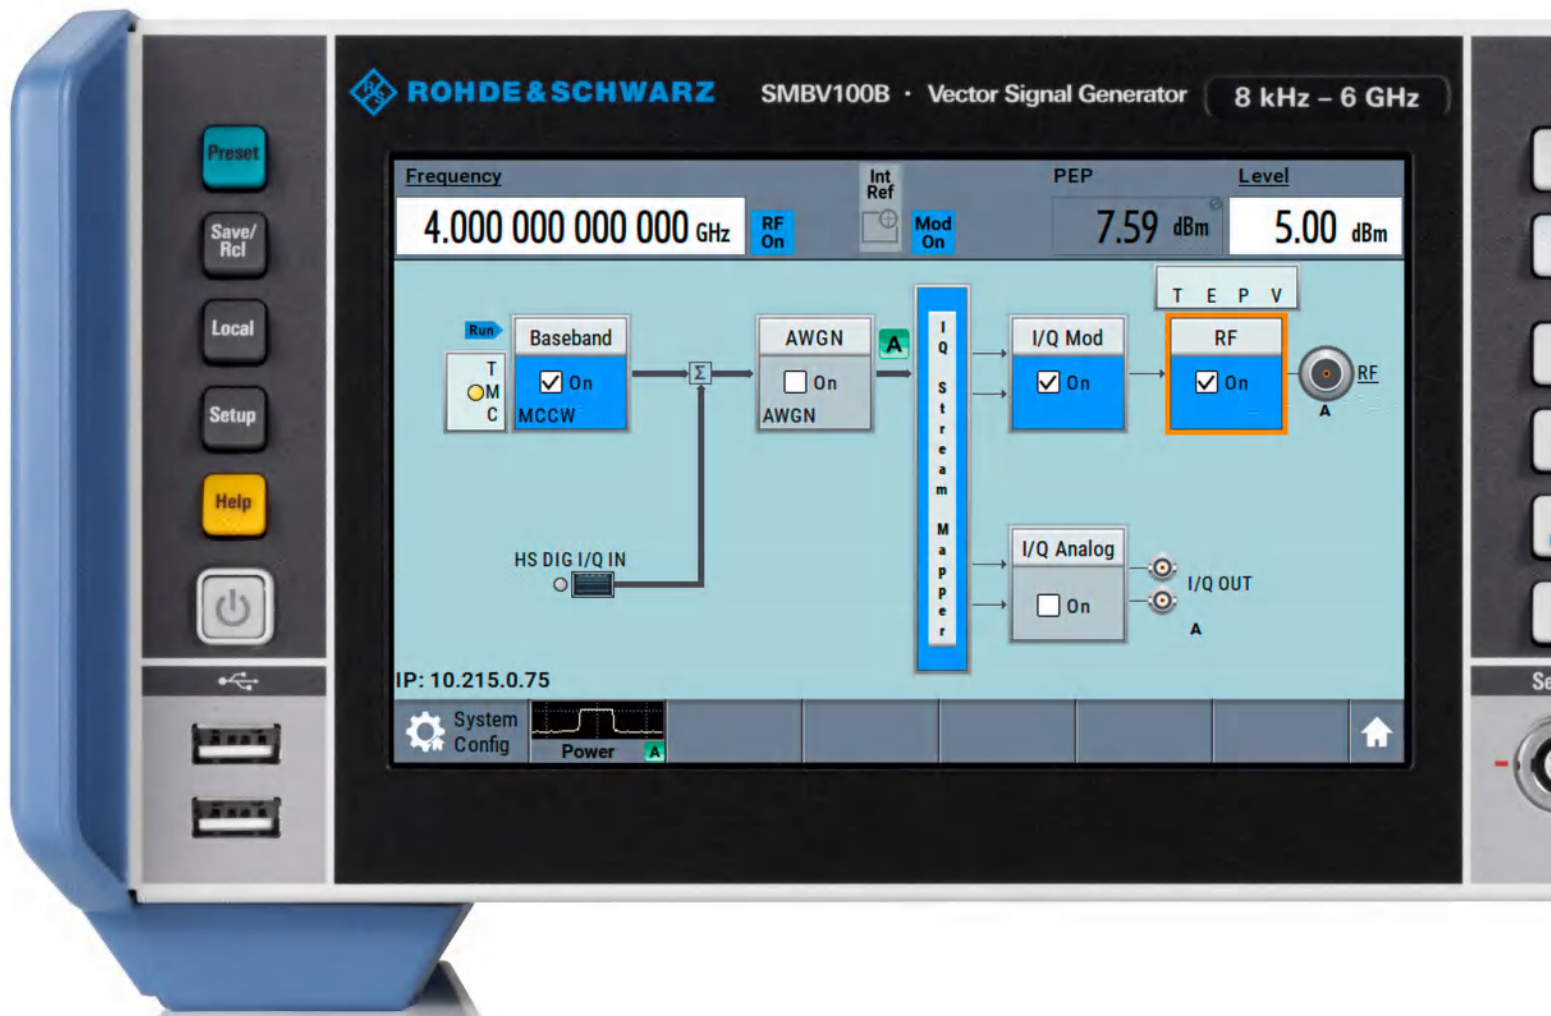 ROHDE&SCHWARZ SMBV100B · Vector Signal Generator 8 kHz – 6 GHz
Preset
Save/
Rcl
Local
Setup
Help
Frequency
Int
Ref
PEP
Level
4.000 000 000 000 GHz
RF
On
Mod
On
7.59 dBm
5.00 dBm
T E P V
Run
Baseband
On
MCCW
T
M
C
Σ
AWGN
On
AWGN
A
IQ Stream Mapper
I/Q Mod
On
RF
On
RF
A
HS DIG I/Q IN
I/Q Analog
On
I/Q OUT
A
IP: 10.215.0.75
System
Config
Power A